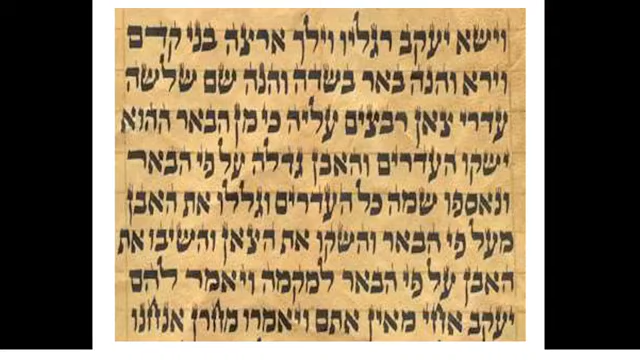 וישא יעקב רגליו וילך ארצה בני קדם
וירא והנה באר בשדה והנה שם שלשה
עדרי צאן רבצים עליה כי מן הבאר ההוא
ישקו העדרים והאבן גדלה על פי הבאר
ונאספו שמה כל העדרים וגללו את האבן
מעל פי הבאר והשקו את הצאן והשיבו את
האבן על פי הבאר למקמה ויאמר להם
יעקב אחי מאין אתם ויאמרו מחרן אנחנו